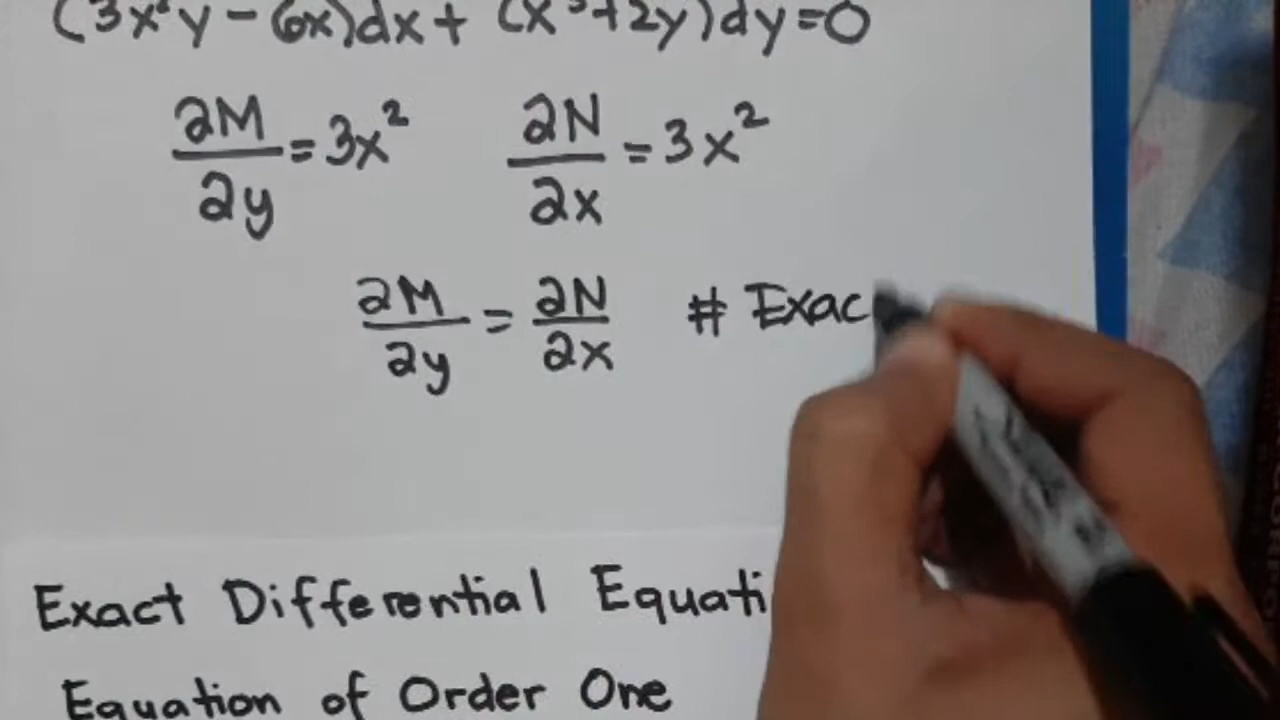 (3x²y - 6x)dx + (x³+2y)dy=0
∂M/∂y = 3x² ∂N/∂x = 3x²
∂M/∂y = ∂N/∂x # Exac
Exact Differential Equati
Equation of Order One